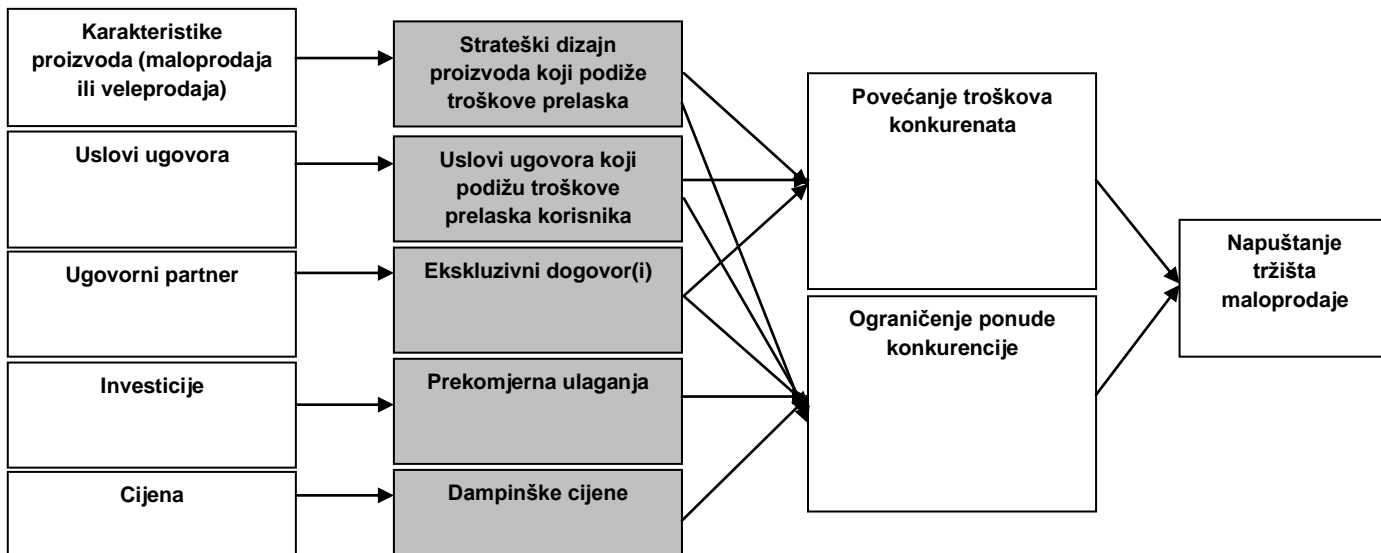 Karakteristike
proizvoda (maloprodaja
ili veleprodaja)
Strateški dizajn
proizvoda koji podiže
troškove prelaska
Uslovi ugovora
Uslovi ugovora koji
podižu troškove
prelaska korisnika
Ugovorni partner
Ekskluzivni dogovor(i)
Investicije
Prekomjerna ulaganja
Cijena
Dampinške cijene
Povećanje troškova
konkurenata
Ograničenje ponude
konkurencije
Napuštanje
tržišta
maloprodaje